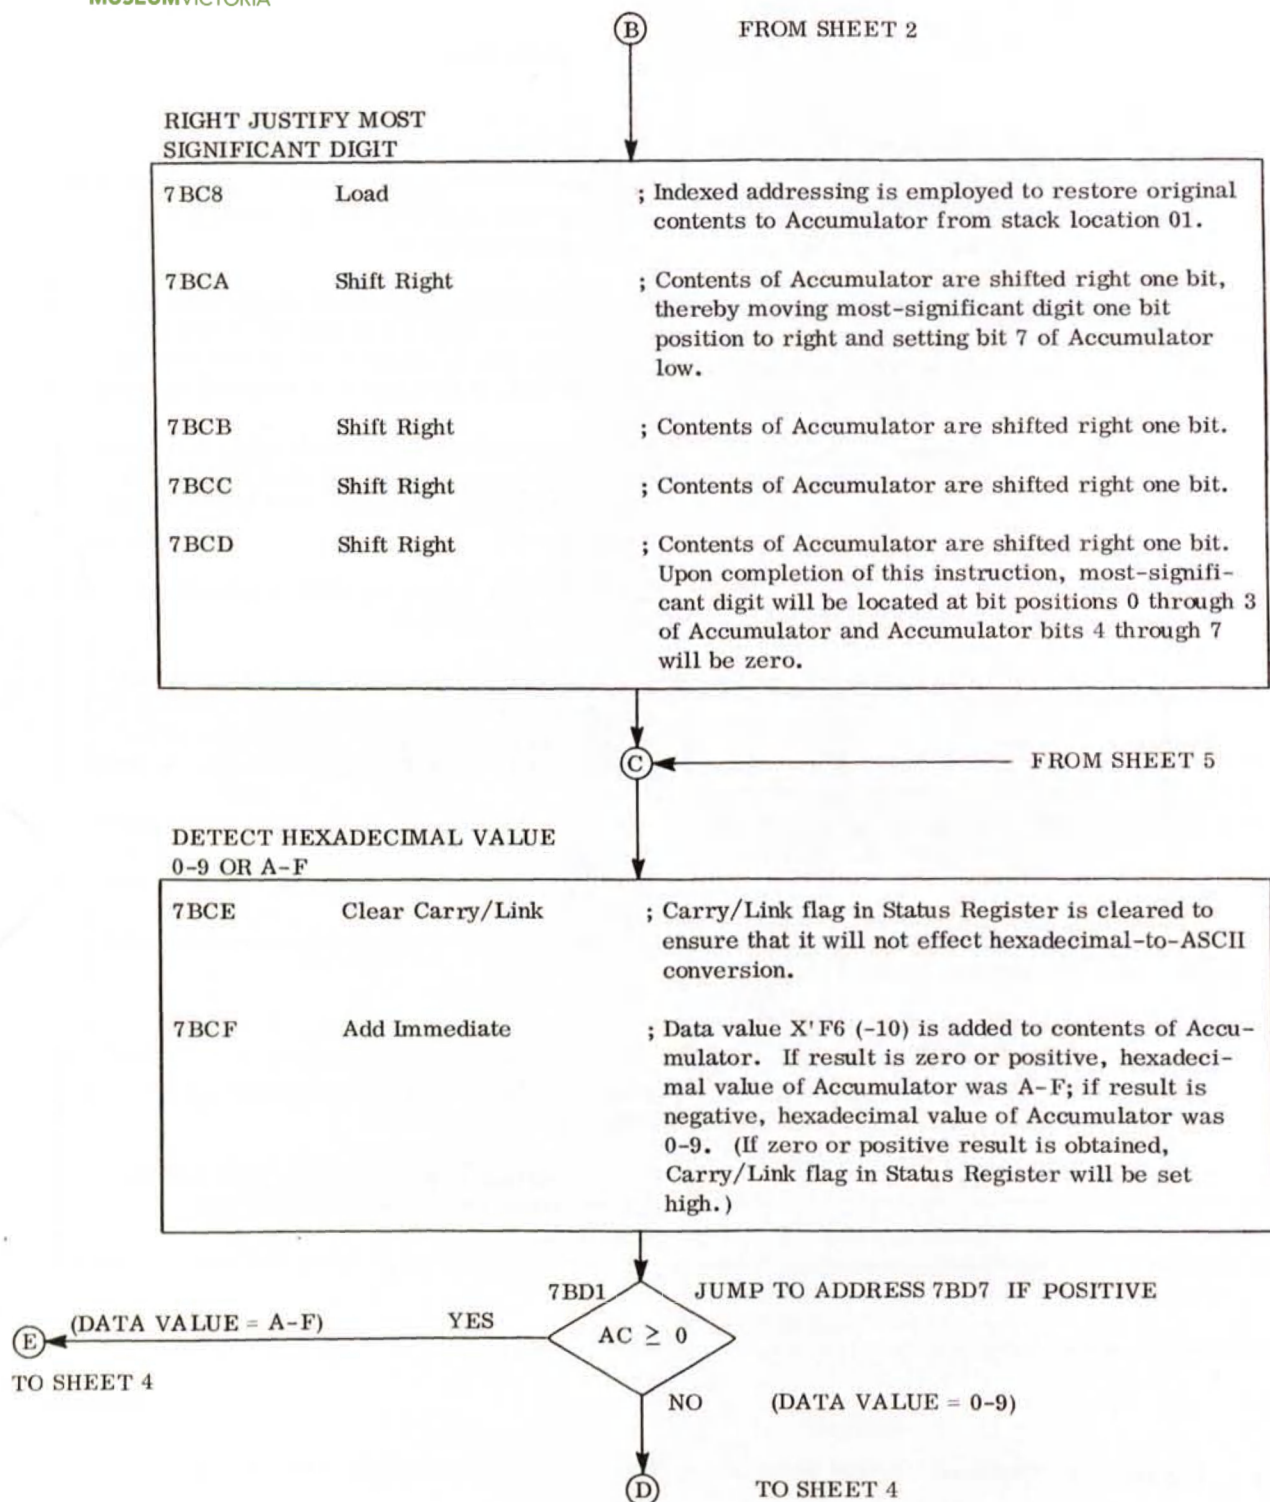 MUSEUMVICTORIA
B FROM SHEET 2
RIGHT JUSTIFY MOST
SIGNIFICANT DIGIT
7BC8 Load ; Indexed addressing is employed to restore original
contents to Accumulator from stack location 01.
7BCA Shift Right ; Contents of Accumulator are shifted right one bit,
thereby moving most-significant digit one bit
position to right and setting bit 7 of Accumulator
low.
7BCB Shift Right ; Contents of Accumulator are shifted right one bit.
7BCC Shift Right ; Contents of Accumulator are shifted right one bit.
7BCD Shift Right ; Contents of Accumulator are shifted right one bit.
Upon completion of this instruction, most-signifi-
cant digit will be located at bit positions 0 through 3
of Accumulator and Accumulator bits 4 through 7
will be zero.
C FROM SHEET 5
DETECT HEXADECIMAL VALUE
0-9 OR A-F
7BCE Clear Carry/Link ; Carry/Link flag in Status Register is cleared to
ensure that it will not effect hexadecimal-to-ASCII
conversion.
7BCF Add Immediate ; Data value X'F6 (-10) is added to contents of Accu-
mulator. If result is zero or positive, hexadeci-
mal value of Accumulator was A-F; if result is
negative, hexadecimal value of Accumulator was
0-9. (If zero or positive result is obtained,
Carry/Link flag in Status Register will be set
high.)
7BD1 JUMP TO ADDRESS 7BD7 IF POSITIVE
E (DATA VALUE = A-F) YES AC ≥ 0
TO SHEET 4
NO (DATA VALUE = 0-9)
D TO SHEET 4